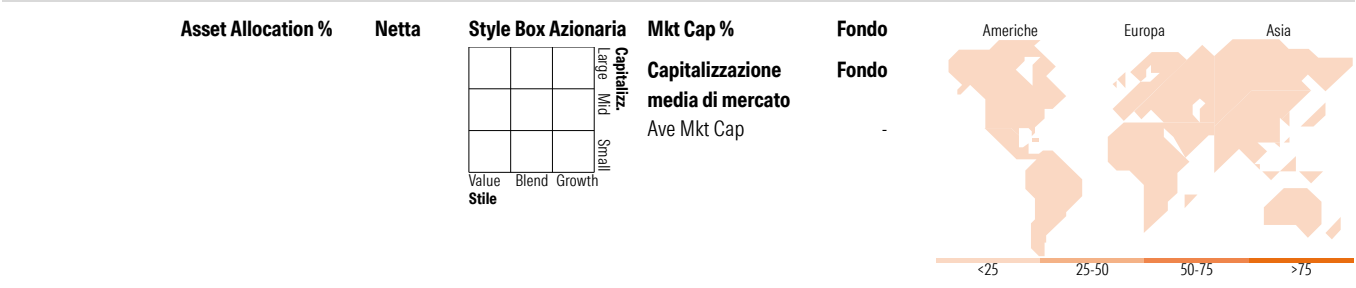 Asset Allocation % Netta
Style Box Azionaria
Capitalizz.
Large Mid Small
Value Blend Growth
Stile
Mkt Cap % Fondo
Capitalizzazione Fondo
media di mercato
Ave Mkt Cap -
Americhe Europa Asia
<25 25-50 50-75 >75